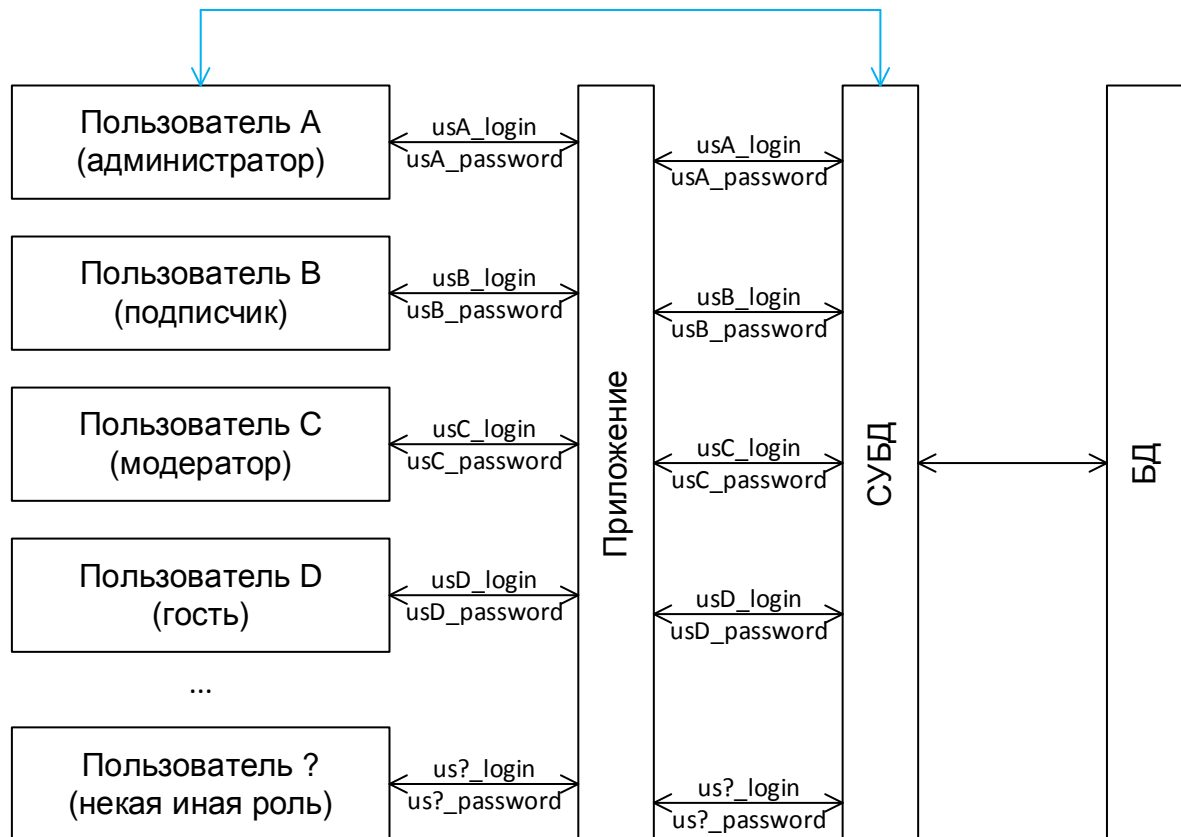 Пользователь A
(администратор)
usA_login
usA_password
usA_login
usA_password
Пользователь B
(подписчик)
usB_login
usB_password
usB_login
usB_password
Пользователь C
(модератор)
usC_login
usC_password
usC_login
usC_password
Пользователь D
(гость)
usD_login
usD_password
usD_login
usD_password
...
Пользователь ?
(некая иная роль)
us?_login
us?_password
us?_login
us?_password
Приложение
СУБД
БД